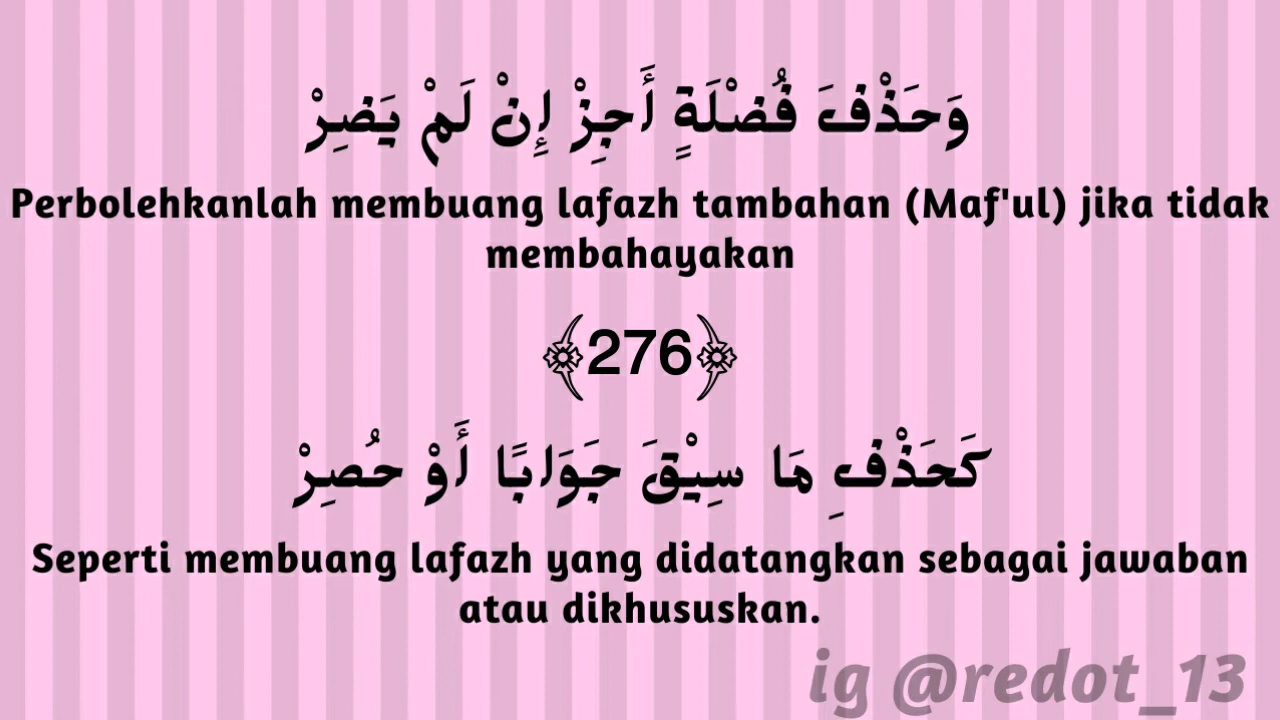 وَحَذْفَ فُضْلَةٍ أَجِزْ إِنْ لَمْ يَضِرْ
Perbolehkanlah membuang lafazh tambahan (Maf'ul) jika tidak
membahayakan
﴾276﴿
كَحَذْفِ مَا سِيْقَ جَوَابًا أَوْ حُصِرْ
Seperti membuang lafazh yang didatangkan sebagai jawaban
atau dikhususkan.
ig @redot_13